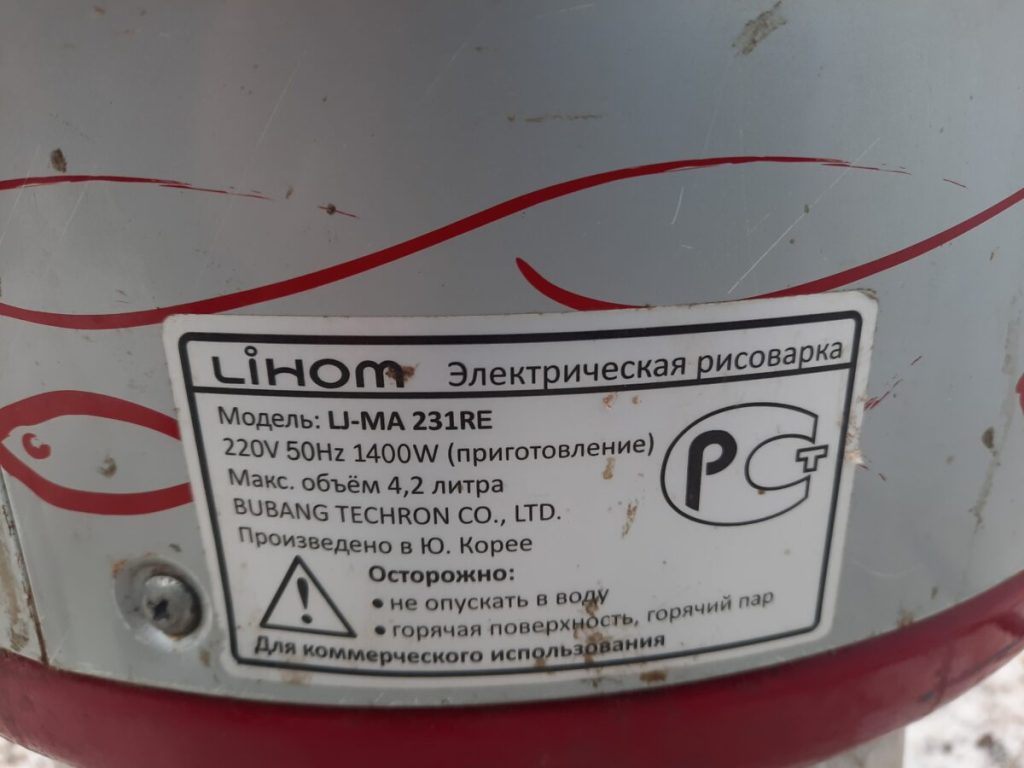 LiHOM Электрическая рисоварка
Модель: LJ-MA 231RE
220V 50Hz 1400W (приготовление)
Макс. объём 4,2 литра
BUBANG TECHRON CO., LTD.
Произведено в Ю. Корее
РСТ
Осторожно:
• не опускать в воду
• горячая поверхность, горячий пар
Для коммерческого использования